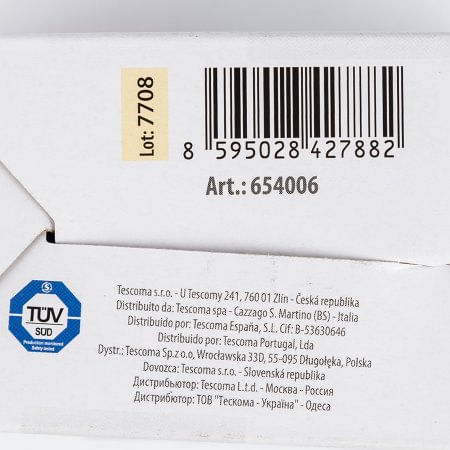 Lot: 7708
8 595028 427882
Art.: 654006
TÜV
SÜD
Production monitored
Safety tested
Tescoma s.r.o. - U Tescomy 241, 760 01 Zlín - Česká republika
Distribuito da: Tescoma spa - Cazzago S. Martino (BS) - Italia
Distribuido por: Tescoma España, S.L. Cif: B-53630646
Distribuido por: Tescoma Portugal, Lda
Dystr.: Tescoma Sp.z o.o, Wrocławska 33D, 55-095 Długołęka, Polska
Dovozca: Tescoma s.r.o. - Slovenská republika
Дистрибьютор: Tescoma L.t.d. - Москва - Россия
Дистриб'ютор: ТОВ "Тескома - Україна" - Одеса